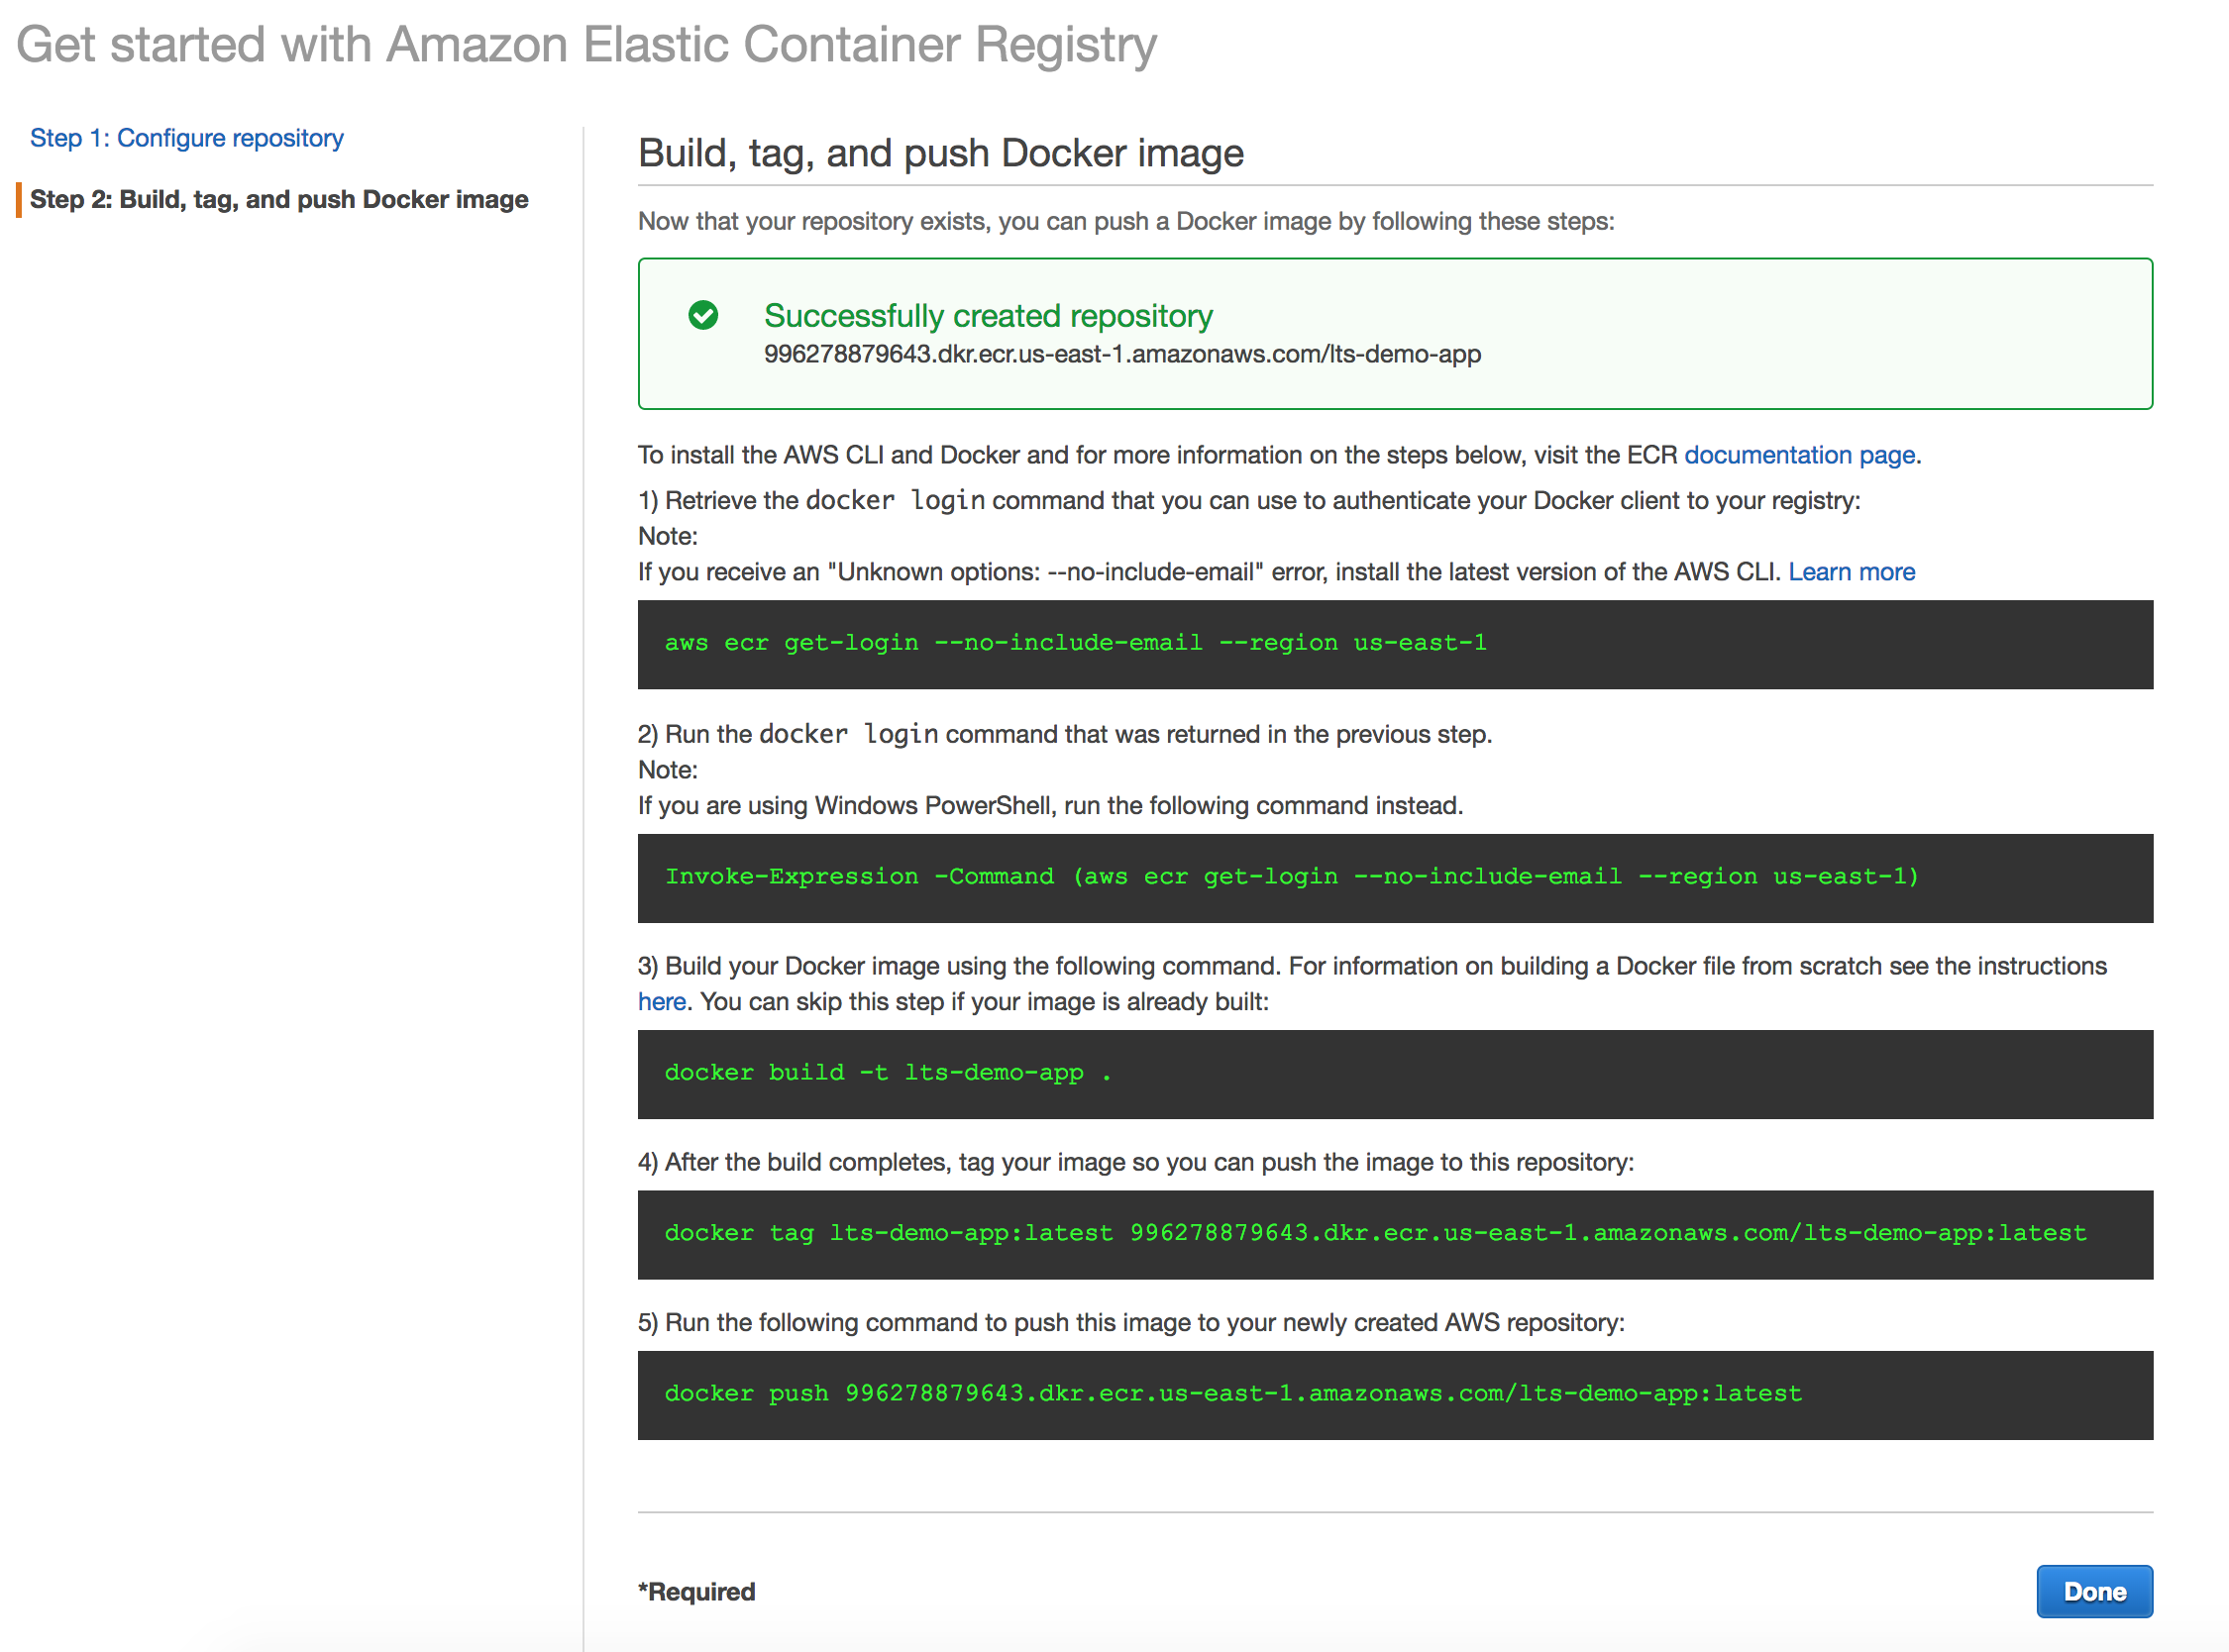 Get started with Amazon Elastic Container Registry
Step 1: Configure repository
Step 2: Build, tag, and push Docker image
Build, tag, and push Docker image
Now that your repository exists, you can push a Docker image by following these steps:
Successfully created repository
996278879643.dkr.ecr.us-east-1.amazonaws.com/lts-demo-app
To install the AWS CLI and Docker and for more information on the steps below, visit the ECR documentation page.
1) Retrieve the docker login command that you can use to authenticate your Docker client to your registry:
Note:
If you receive an "Unknown options: --no-include-email" error, install the latest version of the AWS CLI. Learn more
aws ecr get-login --no-include-email --region us-east-1
2) Run the docker login command that was returned in the previous step.
Note:
If you are using Windows PowerShell, run the following command instead.
Invoke-Expression -Command (aws ecr get-login --no-include-email --region us-east-1)
3) Build your Docker image using the following command. For information on building a Docker file from scratch see the instructions
here. You can skip this step if your image is already built:
docker build -t lts-demo-app .
4) After the build completes, tag your image so you can push the image to this repository:
docker tag lts-demo-app:latest 996278879643.dkr.ecr.us-east-1.amazonaws.com/lts-demo-app:latest
5) Run the following command to push this image to your newly created AWS repository:
docker push 996278879643.dkr.ecr.us-east-1.amazonaws.com/lts-demo-app:latest
*Required
Done